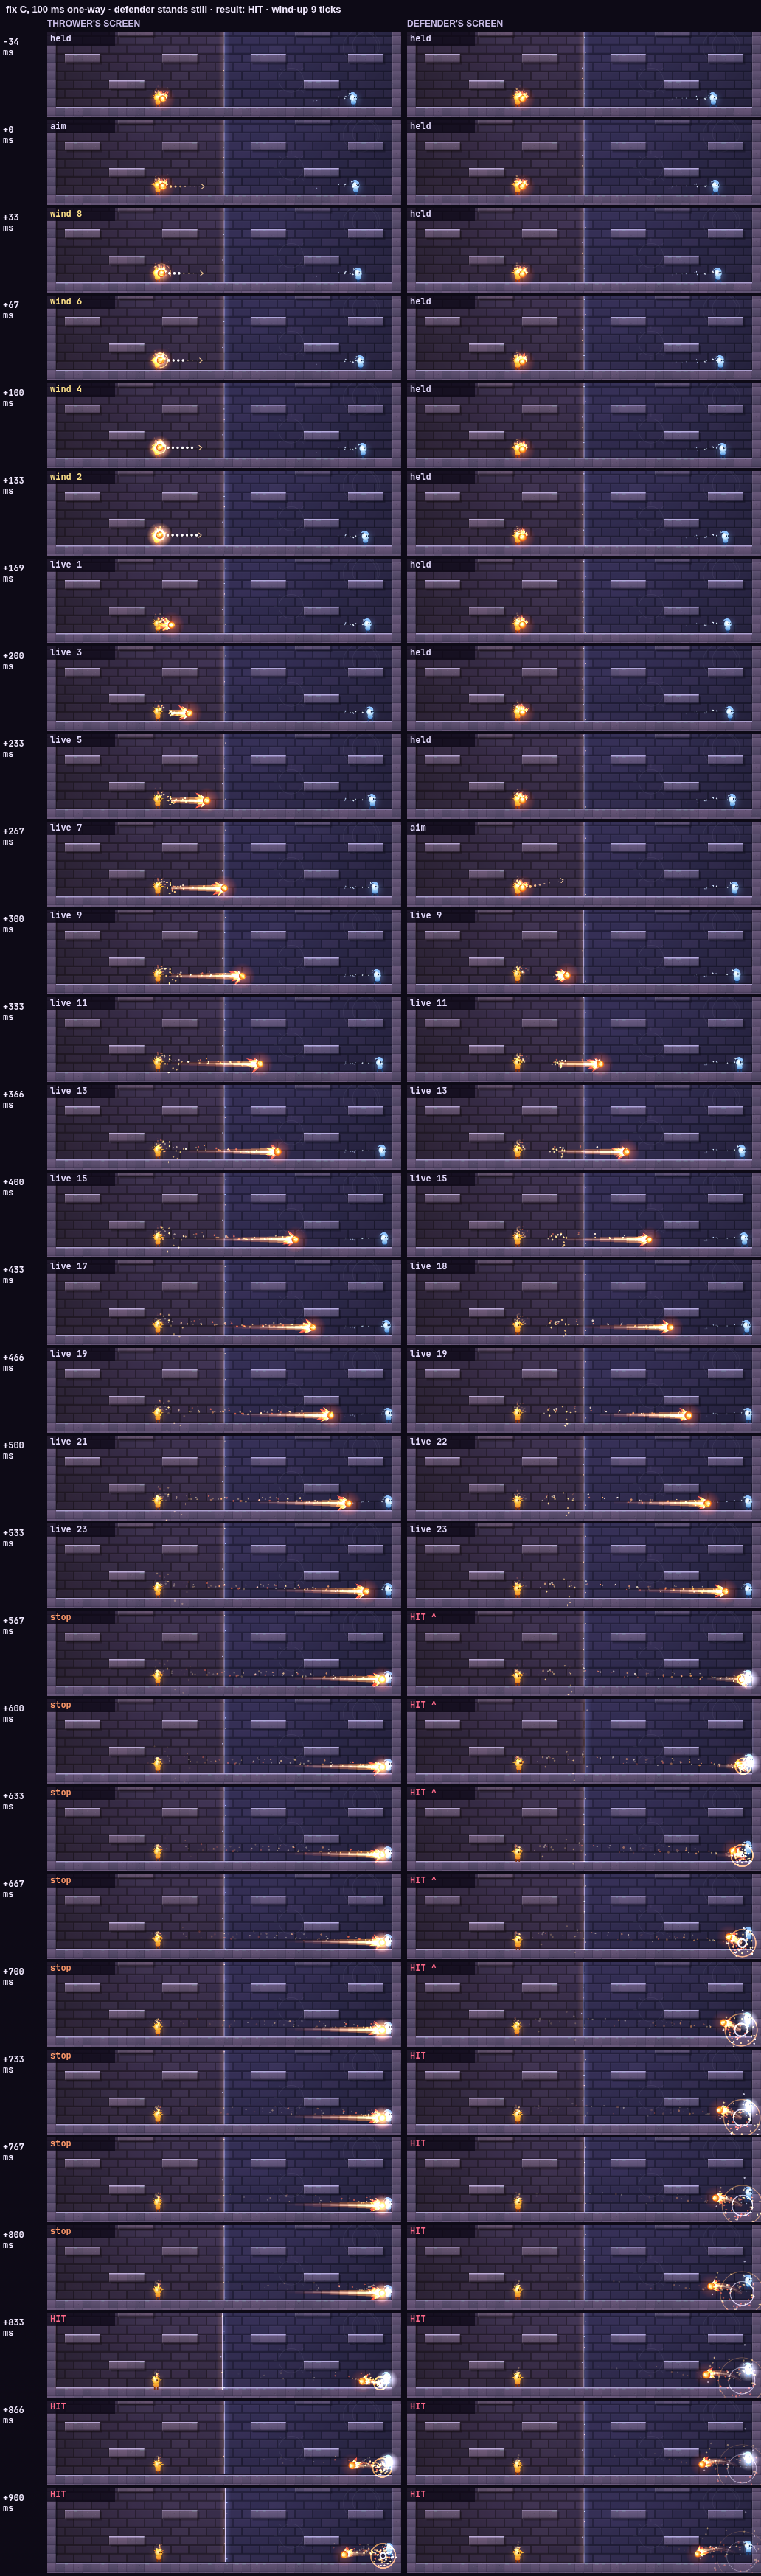 fix C, 100 ms one-way · defender stands still · result: HIT · wind-up 9 ticks
THROWER'S SCREEN DEFENDER'S SCREEN
-34 ms held held
+0 ms aim held
+33 ms wind 8 held
+67 ms wind 6 held
+100 ms wind 4 held
+133 ms wind 2 held
+169 ms live 1 held
+200 ms live 3 held
+233 ms live 5 held
+267 ms live 7 aim
+300 ms live 9 live 9
+333 ms live 11 live 11
+366 ms live 13 live 13
+400 ms live 15 live 15
+433 ms live 17 live 18
+466 ms live 19 live 19
+500 ms live 21 live 22
+533 ms live 23 live 23
+567 ms stop HIT ^
+600 ms stop HIT ^
+633 ms stop HIT ^
+667 ms stop HIT ^
+700 ms stop HIT ^
+733 ms stop HIT
+767 ms stop HIT
+800 ms stop HIT
+833 ms HIT HIT
+866 ms HIT HIT
+900 ms HIT HIT